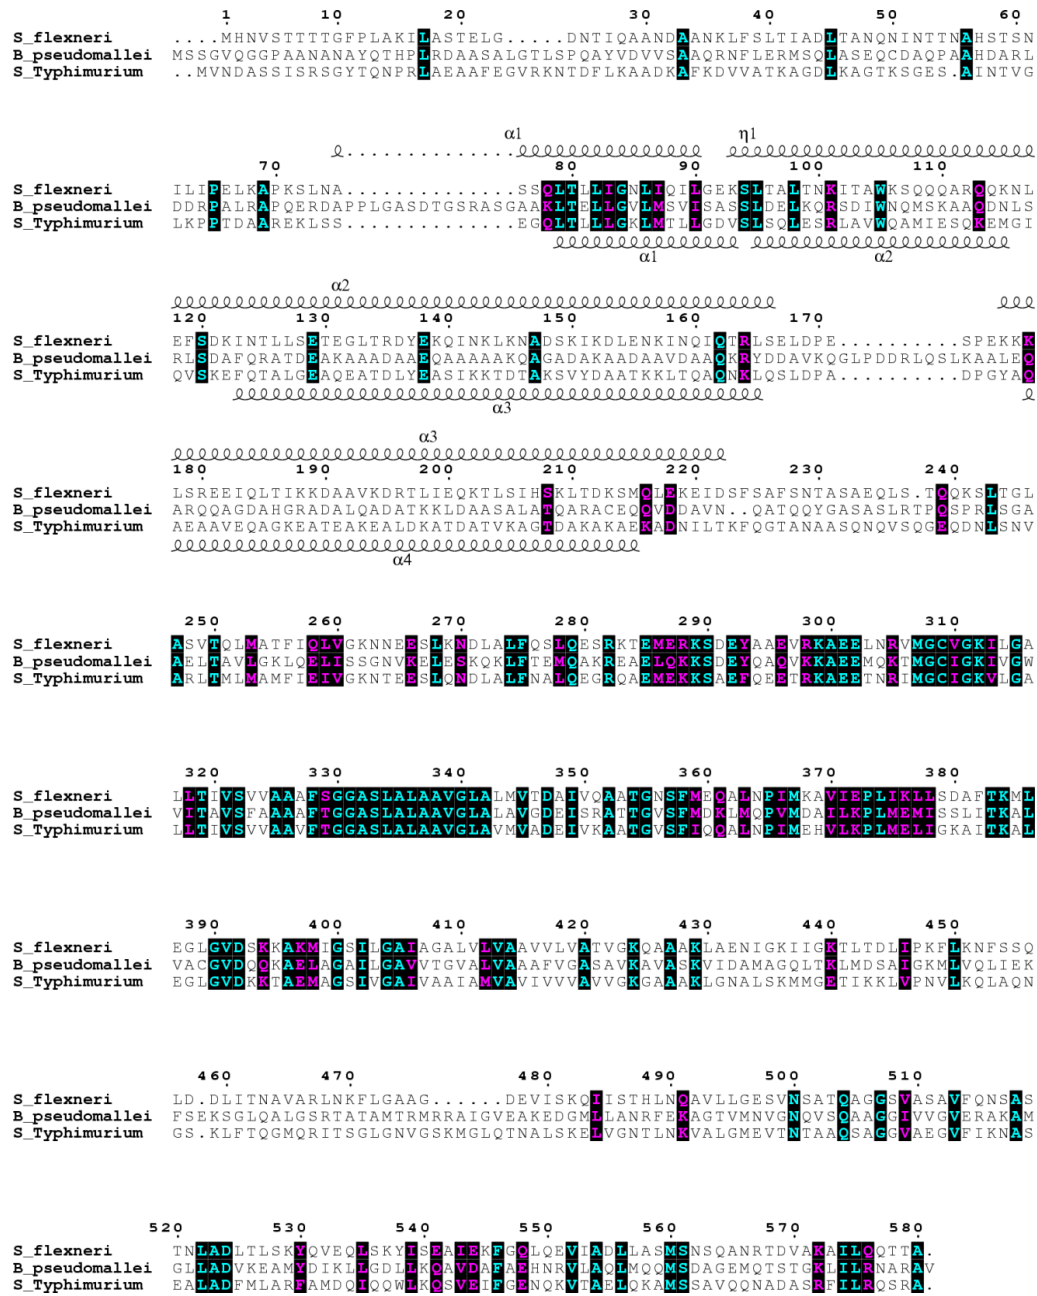 1 10 20 30 40 50 60
S_flexneri ....MHNVSTTTTGFPLAKILASTELG.....DNTIQAANDAANKLFSLTIADLTANQNINTTNAHSTSN
B_pseudomallei MSSGVQGGPAANANAYQTHPLRDAASALGTLSPQAYVDVVSAAQRNFLERMSQLASEQCDAQPAAHDARL
S_Typhimurium ..MVNDASSISRSGYTQNPRLAEAAFEGVRKNTDFLKAADKAFKDVVATKAGDLKAGTKSGESAINTVG
α1 η1
70 80 90 100 110
S_flexneri ILIPELKAPKSLNA..............SSQLTLLIGNLIQILGEKSLTALTNKITAWKSQQQARQQKNL
B_pseudomallei DDRPALRAPQERDAPPLGASDTGSRASGAAKLTELLGVLMSVISASSLDELKQRSDIWNQMSKAAQDNLS
S_Typhimurium LKPPTDAAREKLSS..............EGQLTLLLGKLMTLLGDVSLSQLESRLAVWQAMIESQKEMGI
α1 α2
α2
120 130 140 150 160 170
S_flexneri EFSDKINTLLSETEGLTRDYEKQINKLKNADSKIKDLENKINQIQTRLSELDPE.........SPEKKK
B_pseudomallei RLSDAFQRATDEAKAAADAAEQAAAAAKQAGADAKAADAAVDAAQKRYDDAVKQGLPDDRLQSLKAALEQ
S_Typhimurium QVSKEFQTALGEAQEATDLYEASIKKTDTAKSVYDAATKKLTQAQNKLQSLDPA.........DPGYAQ
α3
α3
180 190 200 210 220 230 240
S_flexneri LSREEIQLTIKKDAAVKDRTLIEQKTLSIHSKLTDKSMQLEKEIDSFSAFSNTASAEQLS.TQQKSLTGL
B_pseudomallei ARQQAGDAHGRADALQADATKKLDAASALATQARACEQQVDDAVN..QATQQYGASASLRTPQSPRLSGA
S_Typhimurium AEAAVEQAGKEATEAKEALDKATDATVKAGTDAKAKAEKADNILTKFQGTANAASQNQVSQGEQDNLSNV
α4
250 260 270 280 290 300 310
S_flexneri ASVTQLMATFIQLVGKNNEESLKNDLALFQSLQESRKTEMERKSDEYAAEVRKAEELNRVMGCVGKILGA
B_pseudomallei AELTAVLGKLQELISSGNVKELESKQKLFTEMQAKREAELQKKSDEYQAQVKKAEEMQKTMGCIGKIVGW
S_Typhimurium ARLTMLMAMFIEIVGKNTEESLQNDLALFNALQEGRQAEMEKKSAEFQEETRKAEETNRIMGCIGKVLGA
320 330 340 350 360 370 380
S_flexneri LLTIVSVVAAAFSGGASLALAAVGLALMVTDAIVQAATGNSFMEQALNPIMKAVIEPLIKLLSDAFTKML
B_pseudomallei VITAVSFAAAAFTGGASLALAAVGLALAVGDEISRATTGVSFMDKLMQPVMDAILKPLMEMISSLITKAL
S_Typhimurium LLTIVSVVAAVFTGGASLALAAVGLAVMVADEIVKAATGVSFIQQALNPIMEHVLKPLMELIGKAITKAL
390 400 410 420 430 440 450
S_flexneri EGLGVDSKKAKMIGSILGAIAGALVLVAAVVLVATVGKQAAAKLAENIGKIIGKTLTDLIPKFLKNFSSQ
B_pseudomallei VACGVDQQKAELAGAILGAVVTGVALVAAAFVGASAVKAVASKVIDAMAGQLTKLMDSAIGKMLVQLIEK
S_Typhimurium EGLGVDKKTAEMAGSIVGAIVAAIAMVAVIVVVAVVGKGAAAKLGNALSKMMGETIKKLVPNVLKQLAQN
460 470 480 490 500 510
S_flexneri LD.DLITNAVARLNKFLGAAG......DEVISKQIISTHLNQAVLLGESVNSATQAGGSVASAVFQNSAS
B_pseudomallei FSEKSGLQALGSRTATAMTRMRRAIGVEAKEDGMLLANRFEKAGTVMNVGNQVSQAAGGIVVGVERAKAM
S_Typhimurium GS.KLFTQGMQRITSGLGNVGSKMGLQTNALSKELVGNTLNKVALGMEVTNTAAQSAGGVAEGVFIKNAS
520 530 540 550 560 570 580
S_flexneri TNLADLTLSKYQVEQLSKYISEAIEKFGQLQEVIADLLASMSNSQANRTDVAKAILQQTTA.
B_pseudomallei GLLADVKEAMYDIKLLGDLLKQAVDAFAEHNRVLAQLMQQMSDAGEMQTSTGKLILRNARAV
S_Typhimurium EALADFMLARFAMDQIQQWLKQSVEIFGENQKVTAELQKAMSSAVQQNADASRFILRQSRA.